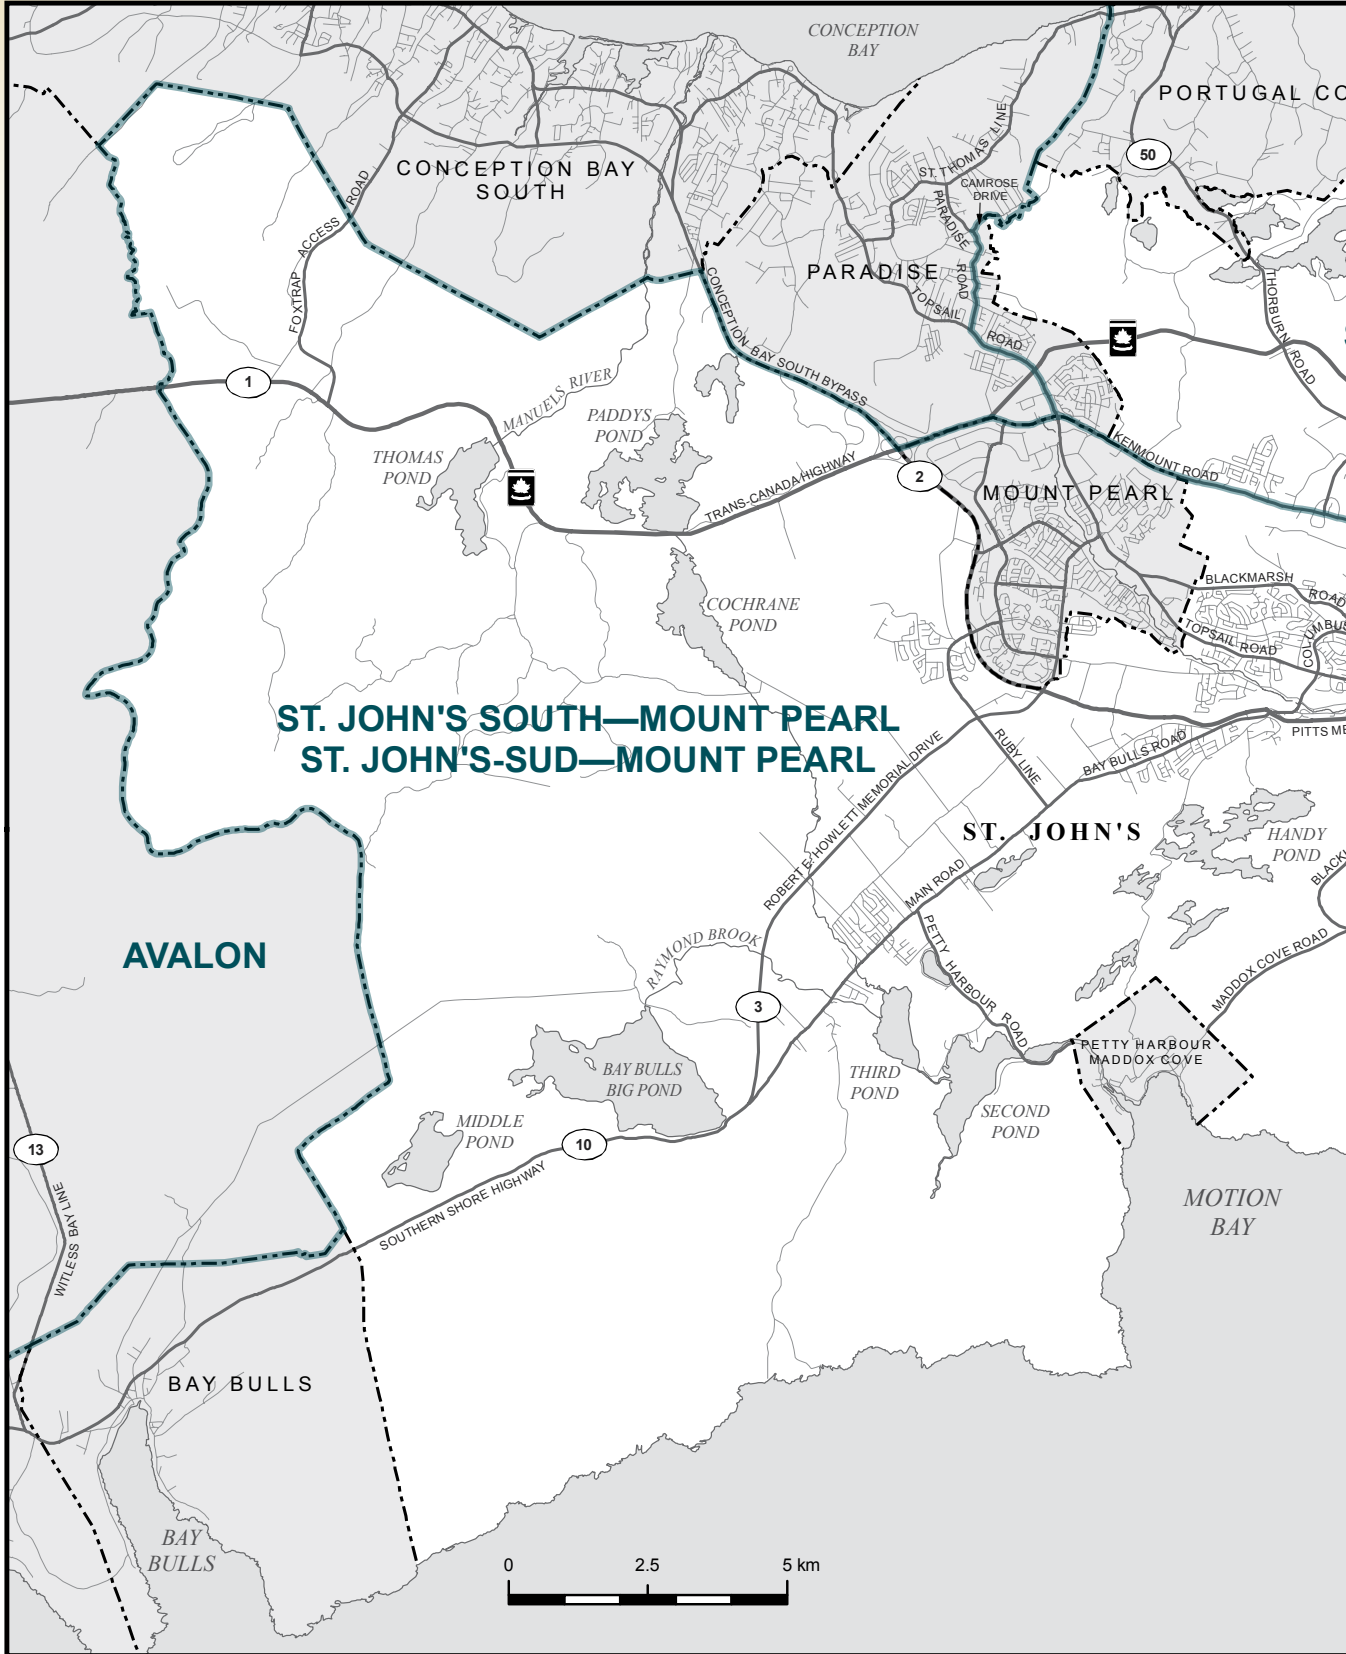 CONCEPTION
BAY
PORTUGAL CO
50
CONCEPTION BAY
SOUTH
ST. THOMAS LINE
CAMROSE
DRIVE
PARADISE ROAD
PARADISE
TOPSAIL ROAD
THORBURN ROAD
FOXTRAP ACCESS ROAD
CONCEPTION BAY SOUTH BYPASS
1
MANUELS RIVER
PADDYS
POND
THOMAS
POND
TRANS-CANADA HIGHWAY
2
KENMOUNT ROAD
MOUNT PEARL
BLACKMARSH ROAD
TOPSAIL ROAD
COLUMBUS
COCHRANE
POND
ST. JOHN'S SOUTH—MOUNT PEARL
ST. JOHN'S-SUD—MOUNT PEARL
RUBY LINE
BAY BULLS ROAD
PITTS ME
ROBERT E. HOWLETT MEMORIAL DRIVE
ST. JOHN'S
HANDY
POND
BLACKH
MAIN ROAD
AVALON
RAYMOND BROOK
PETTY HARBOUR ROAD
MADDOX COVE ROAD
3
PETTY HARBOUR
MADDOX COVE
BAY BULLS
BIG POND
THIRD
POND
SECOND
POND
MIDDLE
POND
10
13
SOUTHERN SHORE HIGHWAY
MOTION
BAY
WITLESS BAY LINE
BAY BULLS
BAY
BULLS
0 2.5 5 km